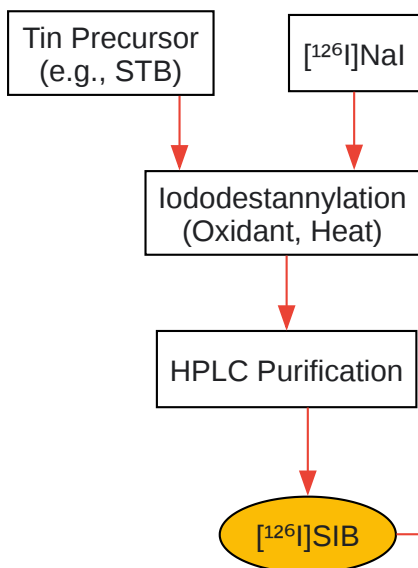 Tin Precursor
(e.g., STB)
[¹²⁶I]NaI
Iododestannylation
(Oxidant, Heat)
HPLC Purification
[¹²⁶I]SIB